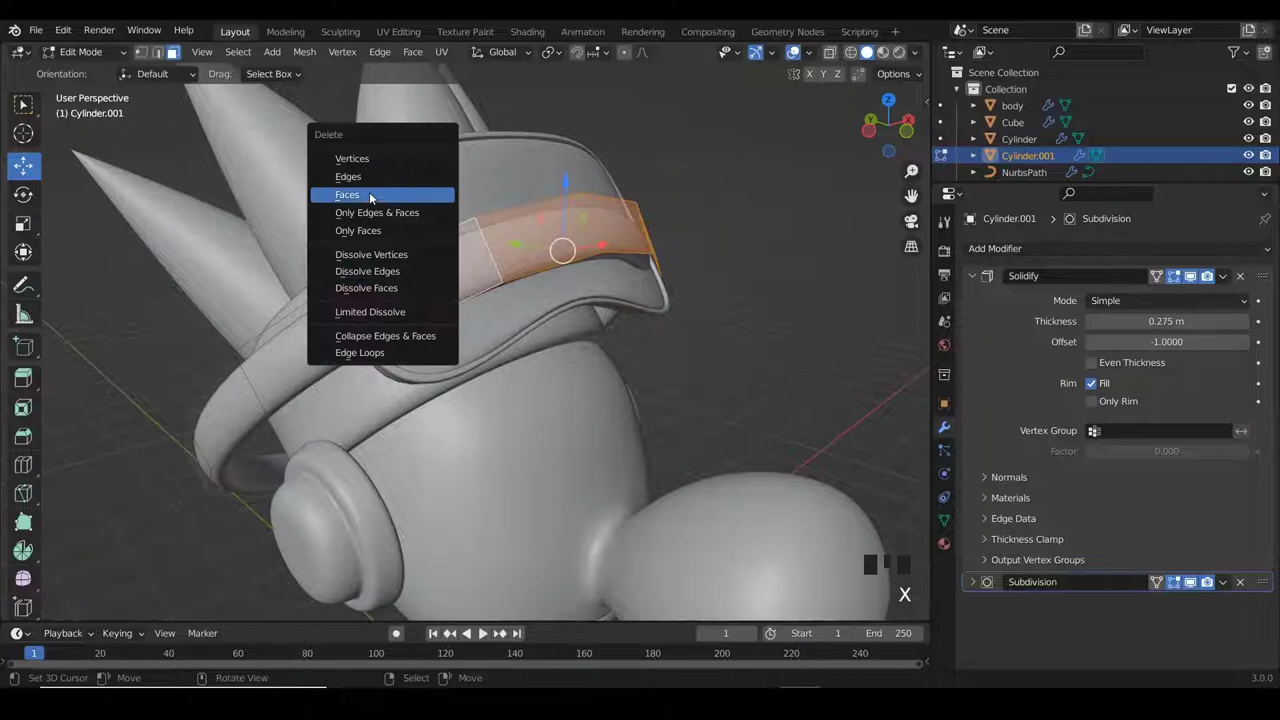 File Edit Render Window Help Layout Modeling Sculpting UV Editing Texture Paint Shading Animation Rendering Compositing Geometry Nodes Scripting + Scene ViewLayer
Edit Mode View Select Add Mesh Vertex Edge Face UV Global
Orientation: Default Drag: Select Box X Y Z Options
User Perspective
(1) Cylinder.001
Z
Y
X
Delete
Vertices
Edges
Faces
Only Edges & Faces
Only Faces
Dissolve Vertices
Dissolve Edges
Dissolve Faces
Limited Dissolve
Collapse Edges & Faces
Edge Loops
X
Scene Collection
Collection
body
Cube
Cylinder
Cylinder.001
NurbsPath
Cylinder.001 > Subdivision
Add Modifier
Solidify
Mode Simple
Thickness 0.275 m
Offset -1.0000
Even Thickness
Rim Fill
Only Rim
Vertex Group
Factor 0.000
Normals
Materials
Edge Data
Thickness Clamp
Output Vertex Groups
Subdivision
Playback Keying View Marker 1 Start 1 End 250
1 20 40 60 80 100 120 140 160 180 200 220 240
Set 3D Cursor Move Rotate View Select Move 3.0.0